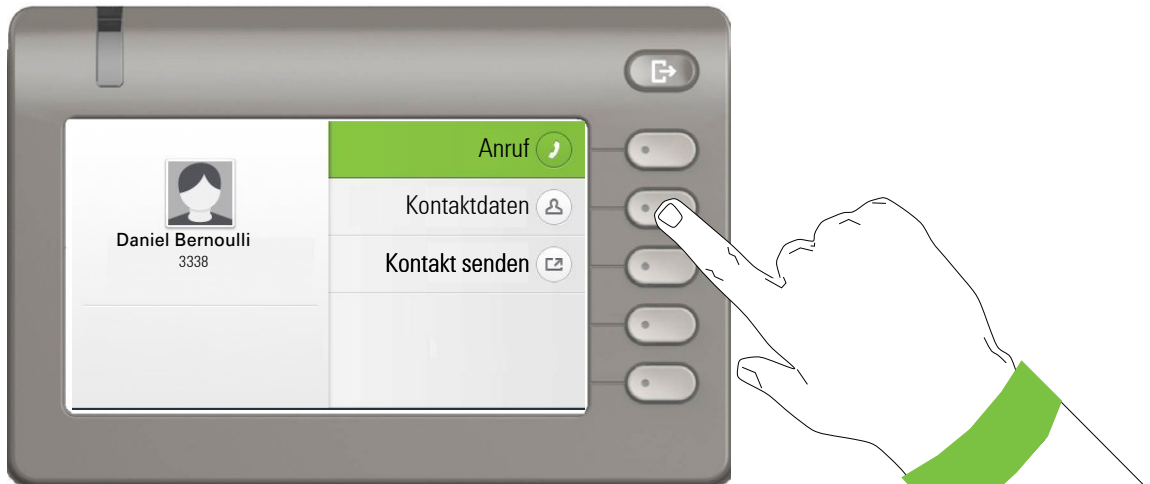 Anruf
Kontaktdaten
Daniel Bernoulli
3338
Kontakt senden